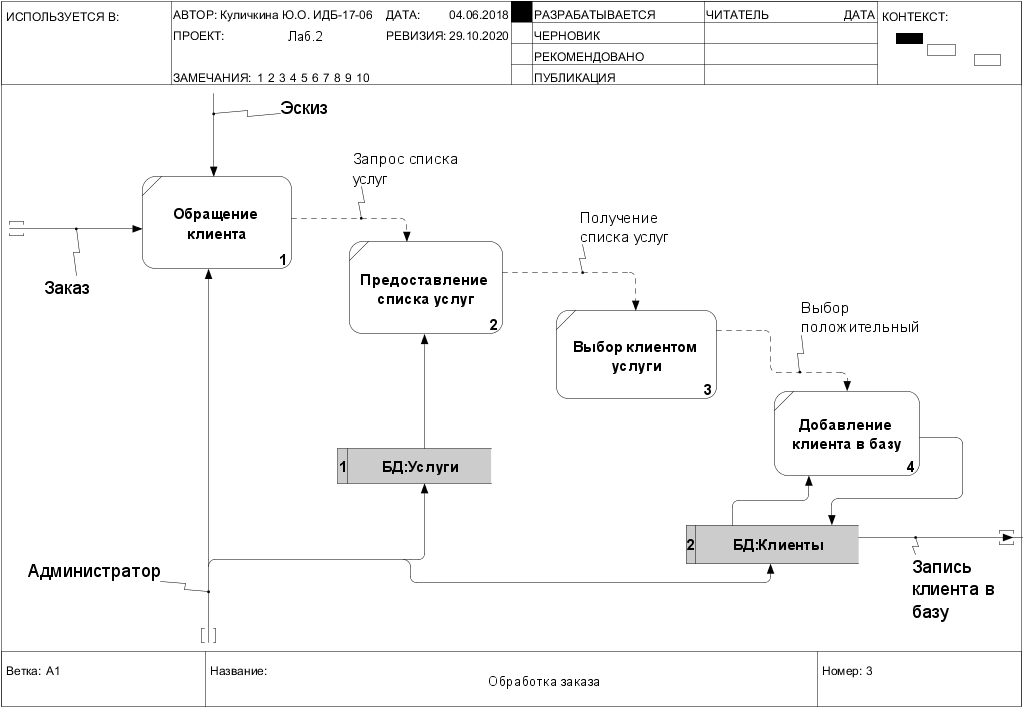 ИСПОЛЬЗУЕТСЯ В:
АВТОР: Куличкина Ю.О. ИДБ-17-06
ДАТА: 04.06.2018
РАЗРАБАТЫВАЕТСЯ
ЧИТАТЕЛЬ
ДАТА
КОНТЕКСТ:
ПРОЕКТ: Лаб.2
РЕВИЗИЯ: 29.10.2020
ЧЕРНОВИК
РЕКОМЕНДОВАНО
ЗАМЕЧАНИЯ: 1 2 3 4 5 6 7 8 9 10
ПУБЛИКАЦИЯ
Эскиз
Запрос списка
услуг
Обращение
клиента
1
Получение
списка услуг
Заказ
Предоставление
списка услуг
2
Выбор
положительный
Выбор клиентом
услуги
3
Добавление
клиента в базу
4
1 БД:Услуги
2 БД:Клиенты
Администратор
Запись
клиента в
базу
Ветка: A1
Название:
Обработка заказа
Номер: 3